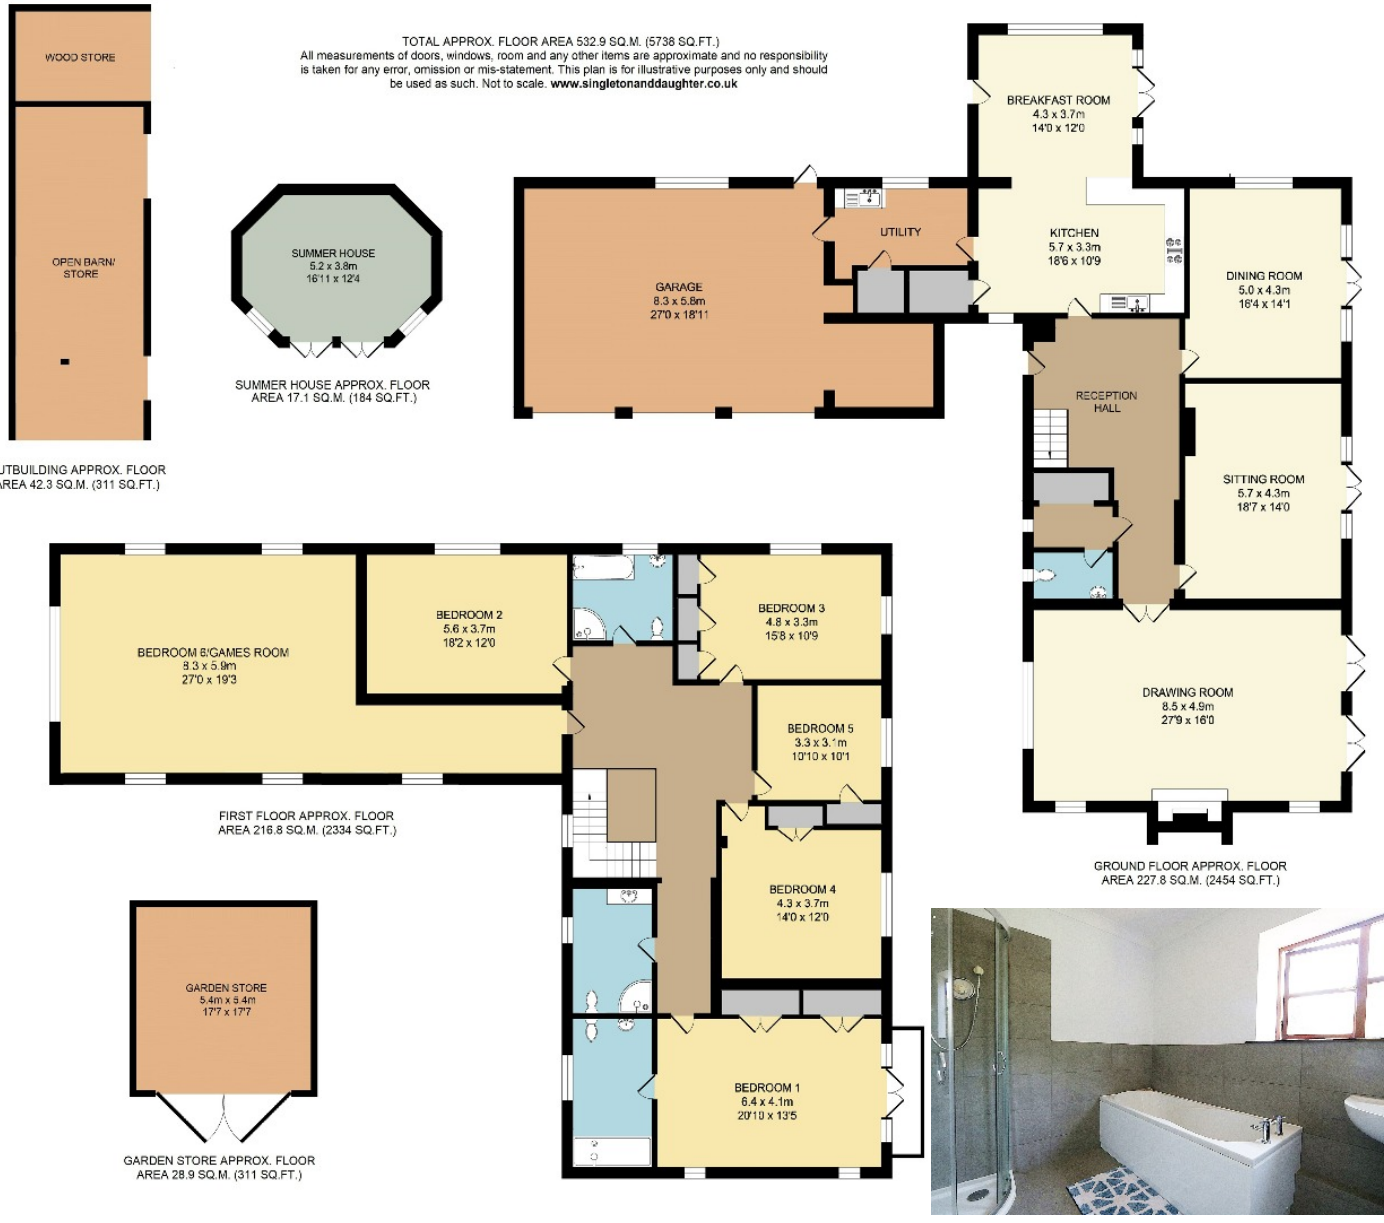 TOTAL APPROX. FLOOR AREA 532.9 SQ.M. (5738 SQ.FT.)
All measurements of doors, windows, room and any other items are approximate and no responsibility
is taken for any error, omission or mis-statement. This plan is for illustrative purposes only and should
be used as such. Not to scale. www.singletonanddaughter.co.uk
WOOD STORE
OPEN BARN/
STORE
UTBUILDING APPROX. FLOOR
AREA 42.3 SQ.M. (311 SQ.FT.)
SUMMER HOUSE
5.2 x 3.8m
16'11 x 12'4
SUMMER HOUSE APPROX. FLOOR
AREA 17.1 SQ.M. (184 SQ.FT.)
BREAKFAST ROOM
4.3 x 3.7m
14'0 x 12'0
UTILITY
KITCHEN
5.7 x 3.3m
18'6 x 10'9
GARAGE
8.3 x 5.8m
27'0 x 18'11
DINING ROOM
5.0 x 4.3m
16'4 x 14'1
RECEPTION
HALL
SITTING ROOM
5.7 x 4.3m
18'7 x 14'0
DRAWING ROOM
8.5 x 4.9m
27'9 x 16'0
GROUND FLOOR APPROX. FLOOR
AREA 227.8 SQ.M. (2454 SQ.FT.)
BEDROOM 6/GAMES ROOM
8.3 x 5.9m
27'0 x 19'3
BEDROOM 2
5.6 x 3.7m
18'2 x 12'0
BEDROOM 3
4.8 x 3.3m
15'8 x 10'9
BEDROOM 5
3.3 x 3.1m
10'10 x 10'1
BEDROOM 4
4.3 x 3.7m
14'0 x 12'0
BEDROOM 1
6.4 x 4.1m
20'10 x 13'5
FIRST FLOOR APPROX. FLOOR
AREA 216.8 SQ.M. (2334 SQ.FT.)
GARDEN STORE
5.4m x 5.4m
17'7 x 17'7
GARDEN STORE APPROX. FLOOR
AREA 28.9 SQ.M. (311 SQ.FT.)